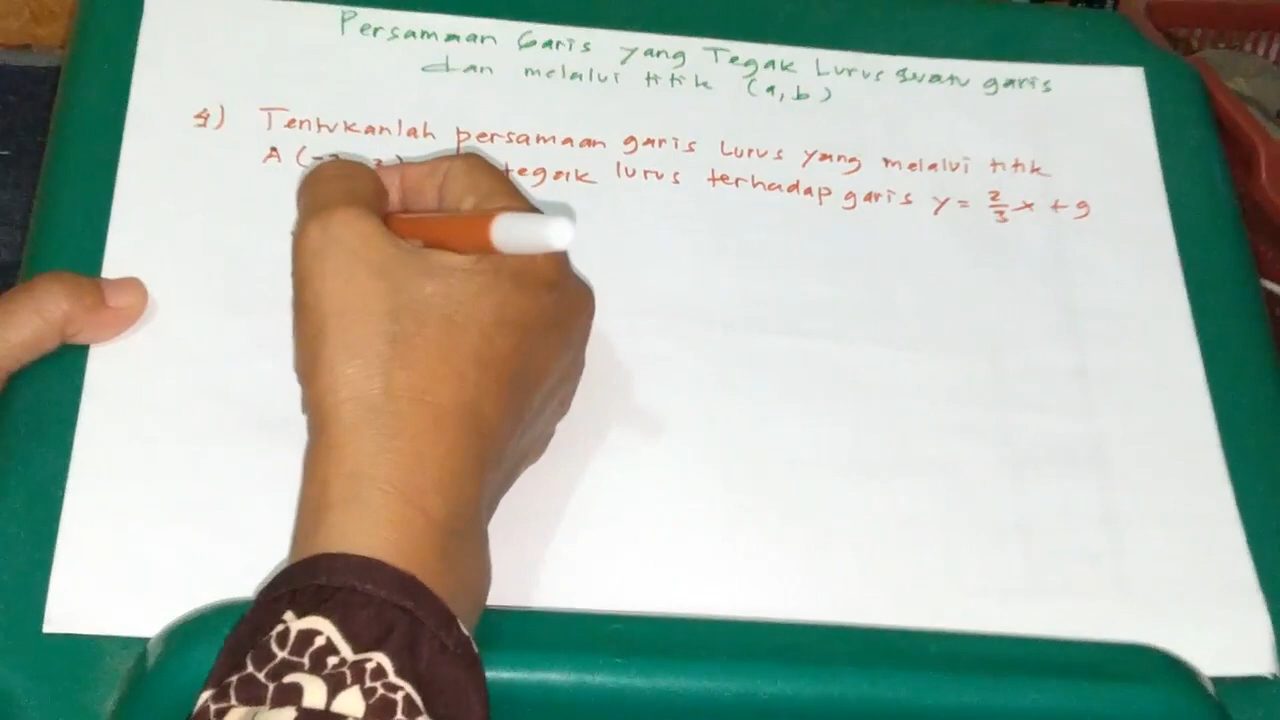 Persamaan Garis yang Tegak Lurus suatu garis
dan melalui titik (a,b)
Tentukanlah persamaan garis lurus yang melalui titik
A (-3 tegak lurus terhadap garis y = 2/3 x + 9